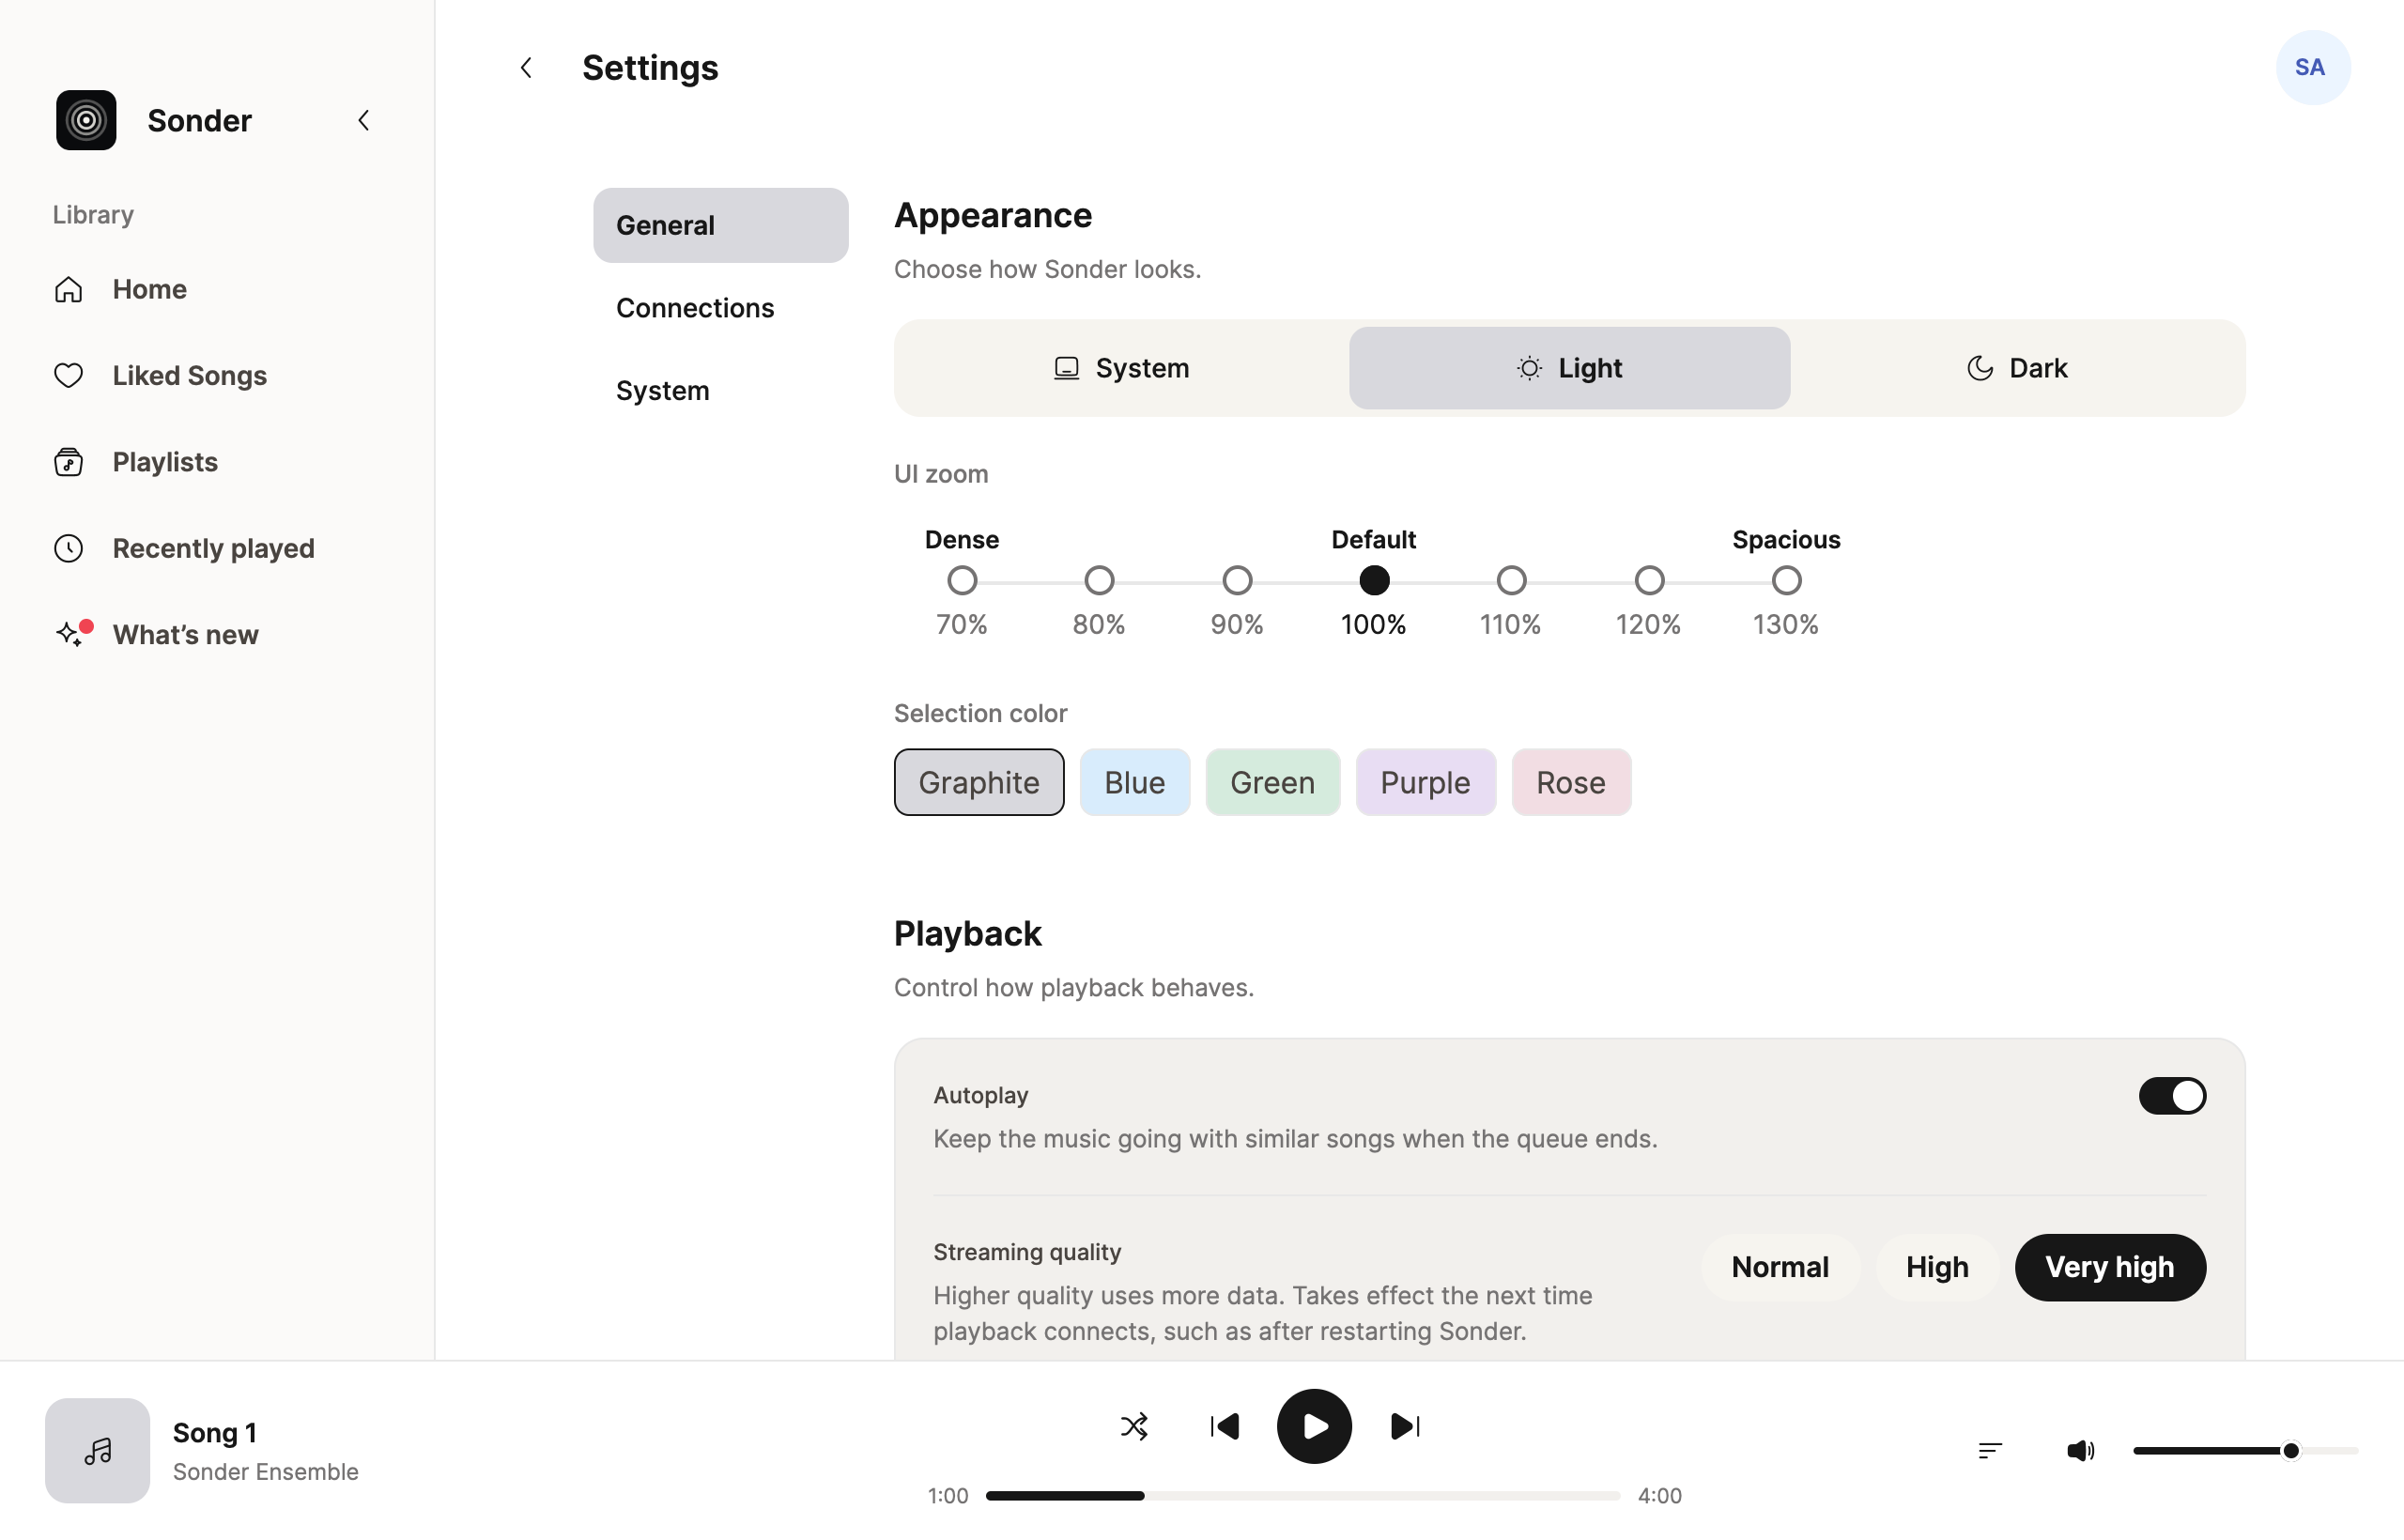 Sonder
Library
Home
Liked Songs
Playlists
Recently played
What’s new
Settings
SA
General
Connections
System
Appearance
Choose how Sonder looks.
System
Light
Dark
UI zoom
Dense
Default
Spacious
70%
80%
90%
100%
110%
120%
130%
Selection color
Graphite
Blue
Green
Purple
Rose
Playback
Control how playback behaves.
Autoplay
Keep the music going with similar songs when the queue ends.
Streaming quality
Higher quality uses more data. Takes effect the next time
playback connects, such as after restarting Sonder.
Normal
High
Very high
Song 1
Sonder Ensemble
1:00
4:00